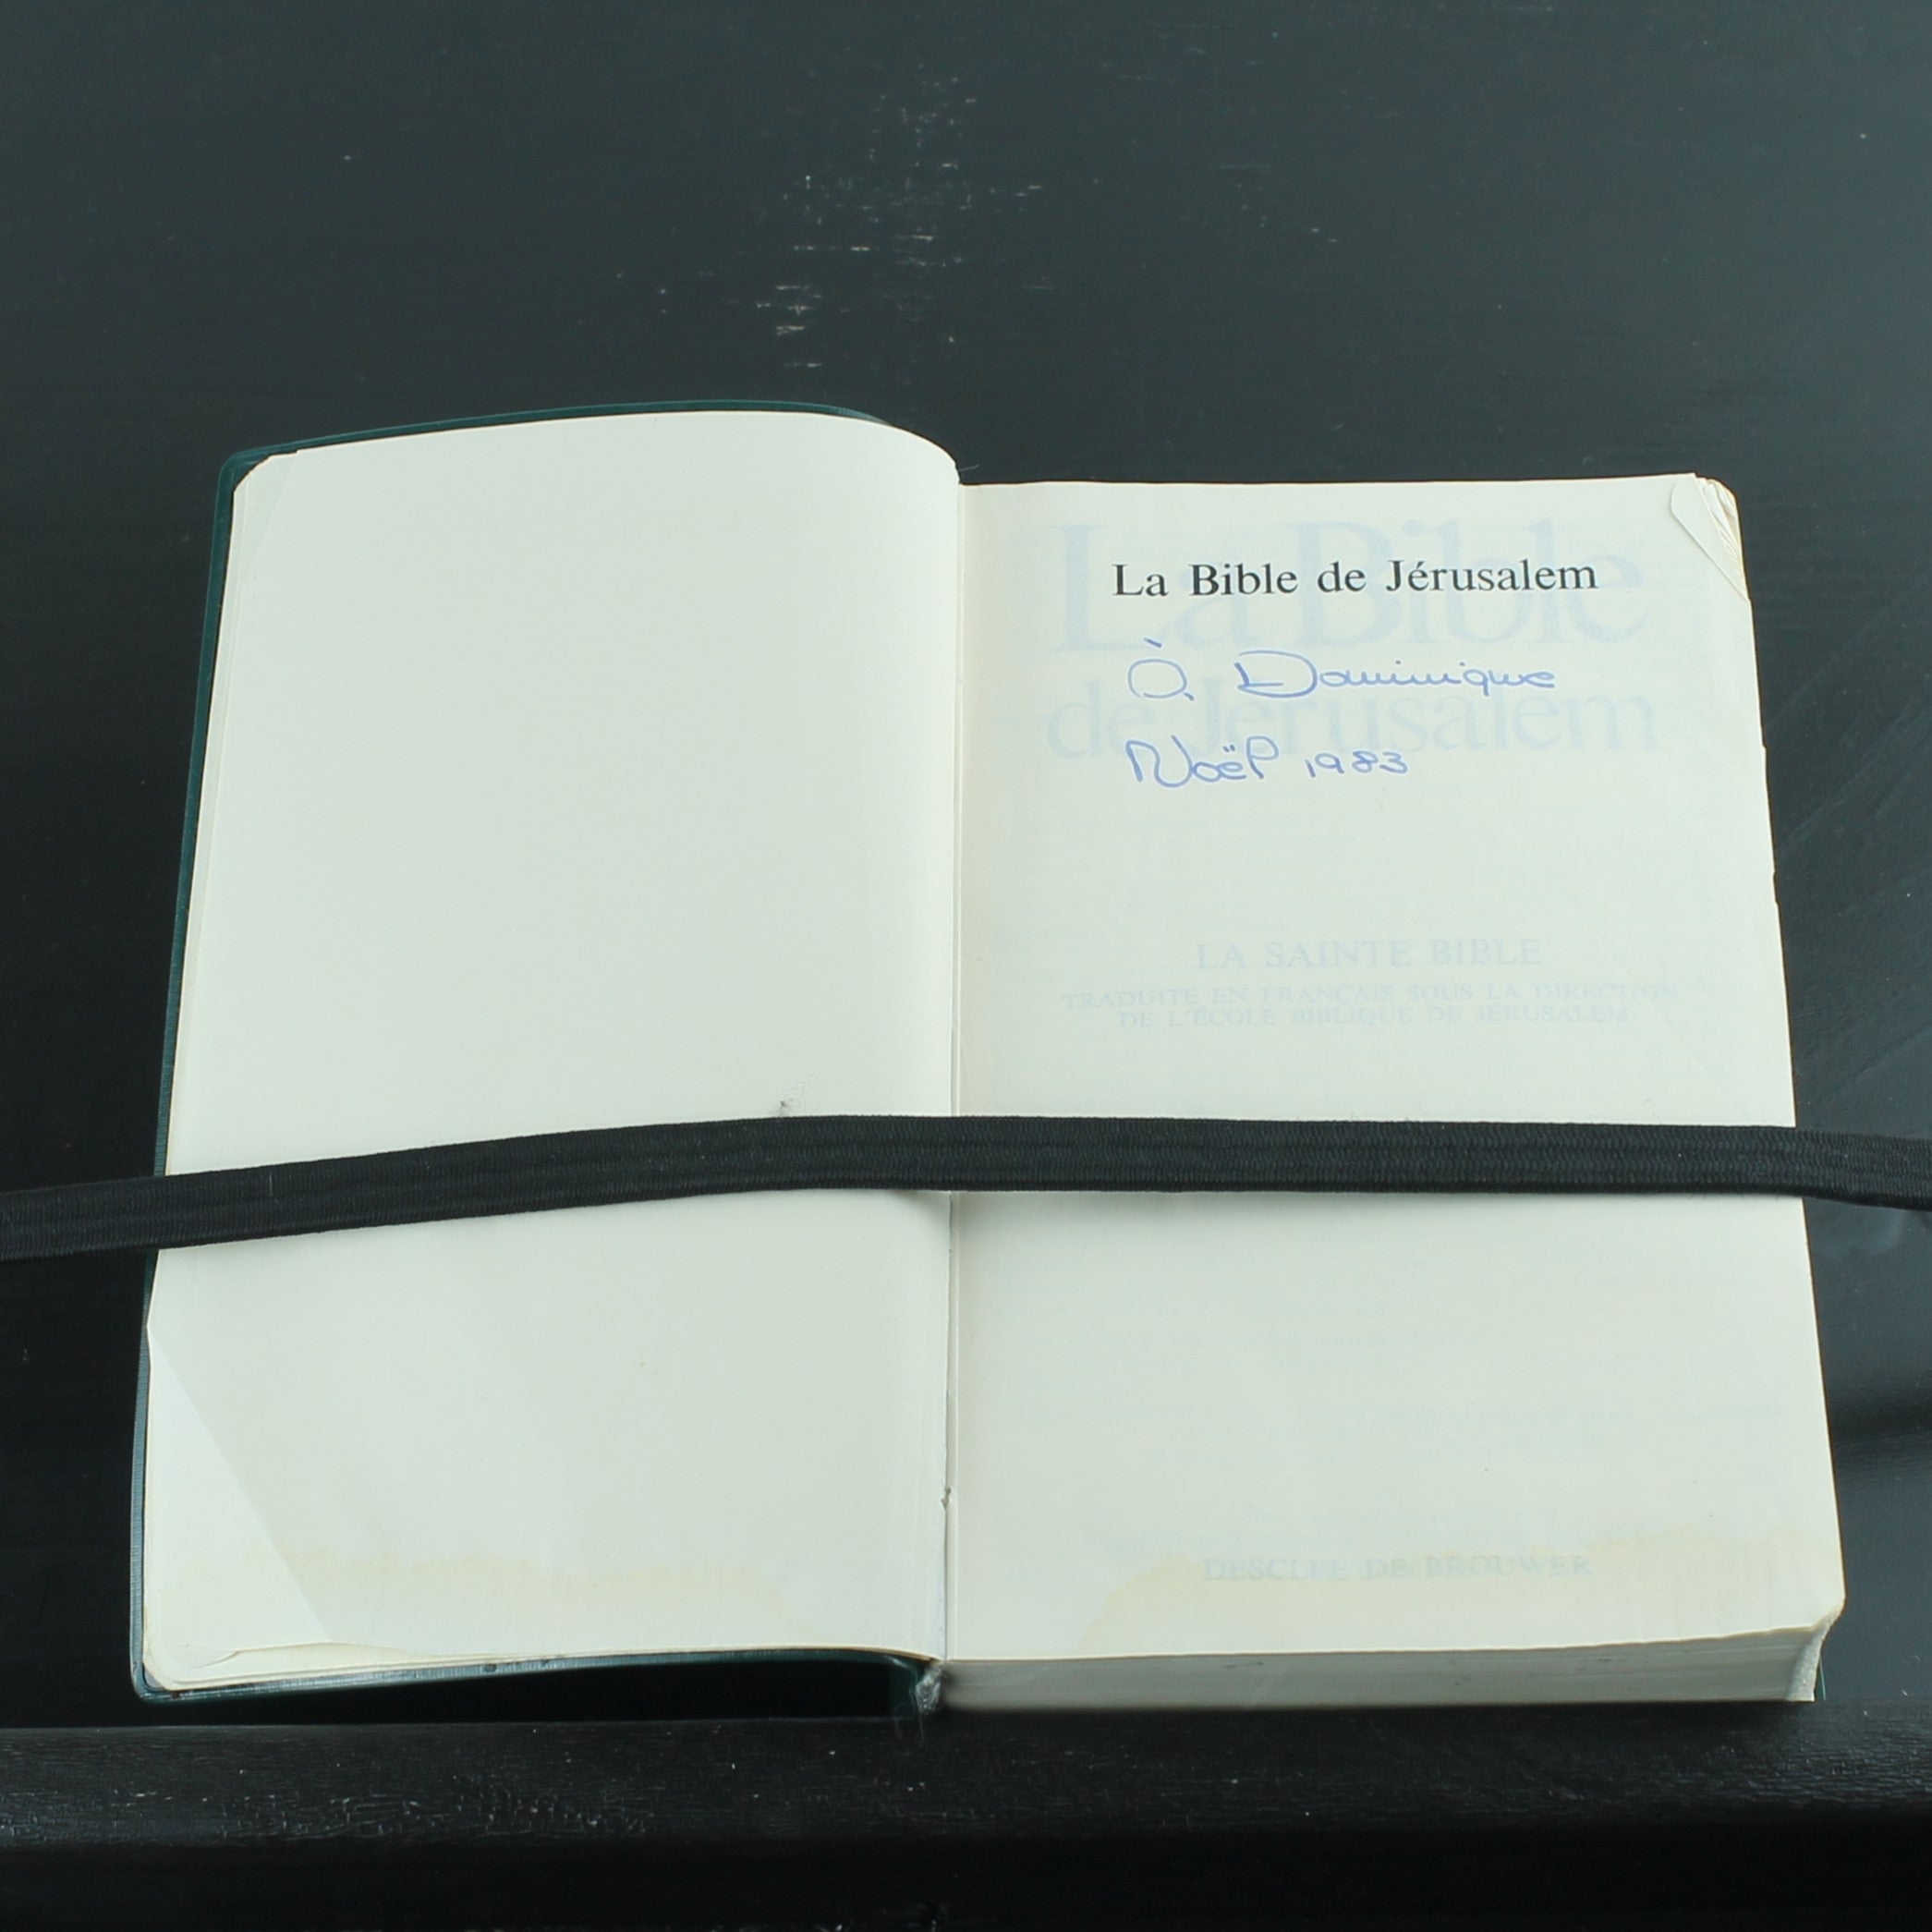 La Bible de Jérusalem
À Dominique
Noël 1983
La Bible
de Jérusalem
LA SAINTE BIBLE
TRADUITE EN FRANÇAIS SOUS LA DIRECTION
DE L'ÉCOLE BIBLIQUE DE JÉRUSALEM
DESCLÉE DE BROUWER